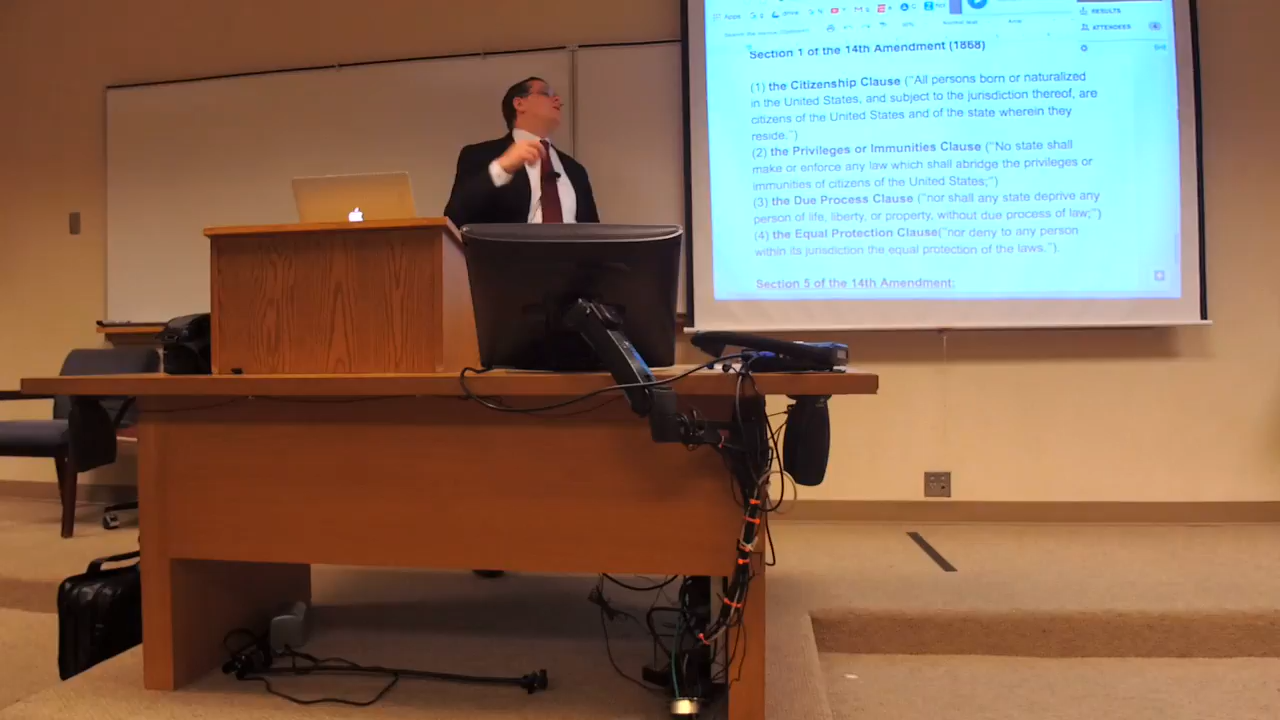 Apps
drive
RESULTS
ATTENDEES
Section 1 of the 14th Amendment (1868)
(1) the Citizenship Clause ("All persons born or naturalized
in the United States, and subject to the jurisdiction thereof, are
citizens of the United States and of the state wherein they
reside.")
(2) the Privileges or Immunities Clause ("No state shall
make or enforce any law which shall abridge the privileges or
immunities of citizens of the United States;")
(3) the Due Process Clause ("nor shall any state deprive any
person of life, liberty, or property, without due process of law;")
(4) the Equal Protection Clause("nor deny to any person
within its jurisdiction the equal protection of the laws.").
Section 5 of the 14th Amendment: